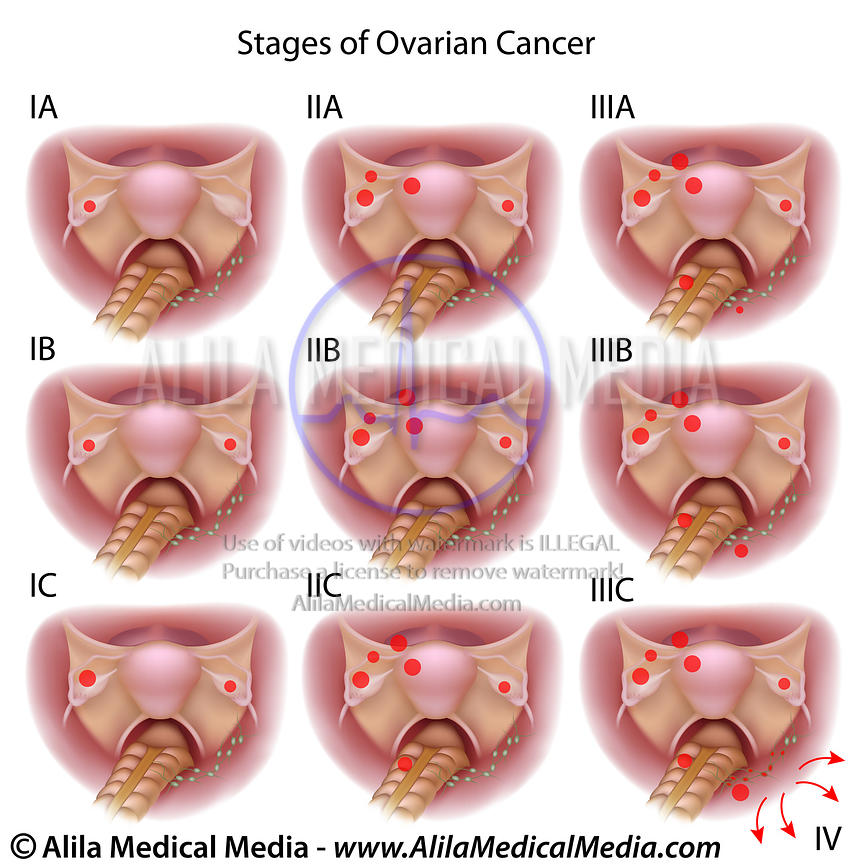 Stages of Ovarian Cancer
IA
IIA
IIIA
IB
IIB
IIIB
ALILA MEDICAL MEDIA
Use of videos with watermark is ILLEGAL
Purchase a license to remove watermark!
AlilaMedicalMedia.com
IC
IIC
IIIC
IV
© Alila Medical Media - www.AlilaMedicalMedia.com